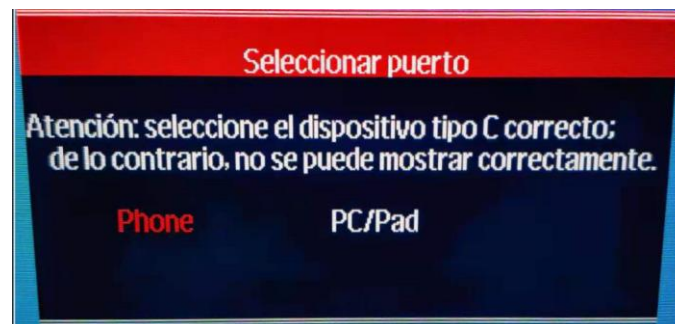 Seleccionar puerto
Atención: seleccione el dispositivo tipo C correcto;
de lo contrario, no se puede mostrar correctamente.
Phone PC/Pad